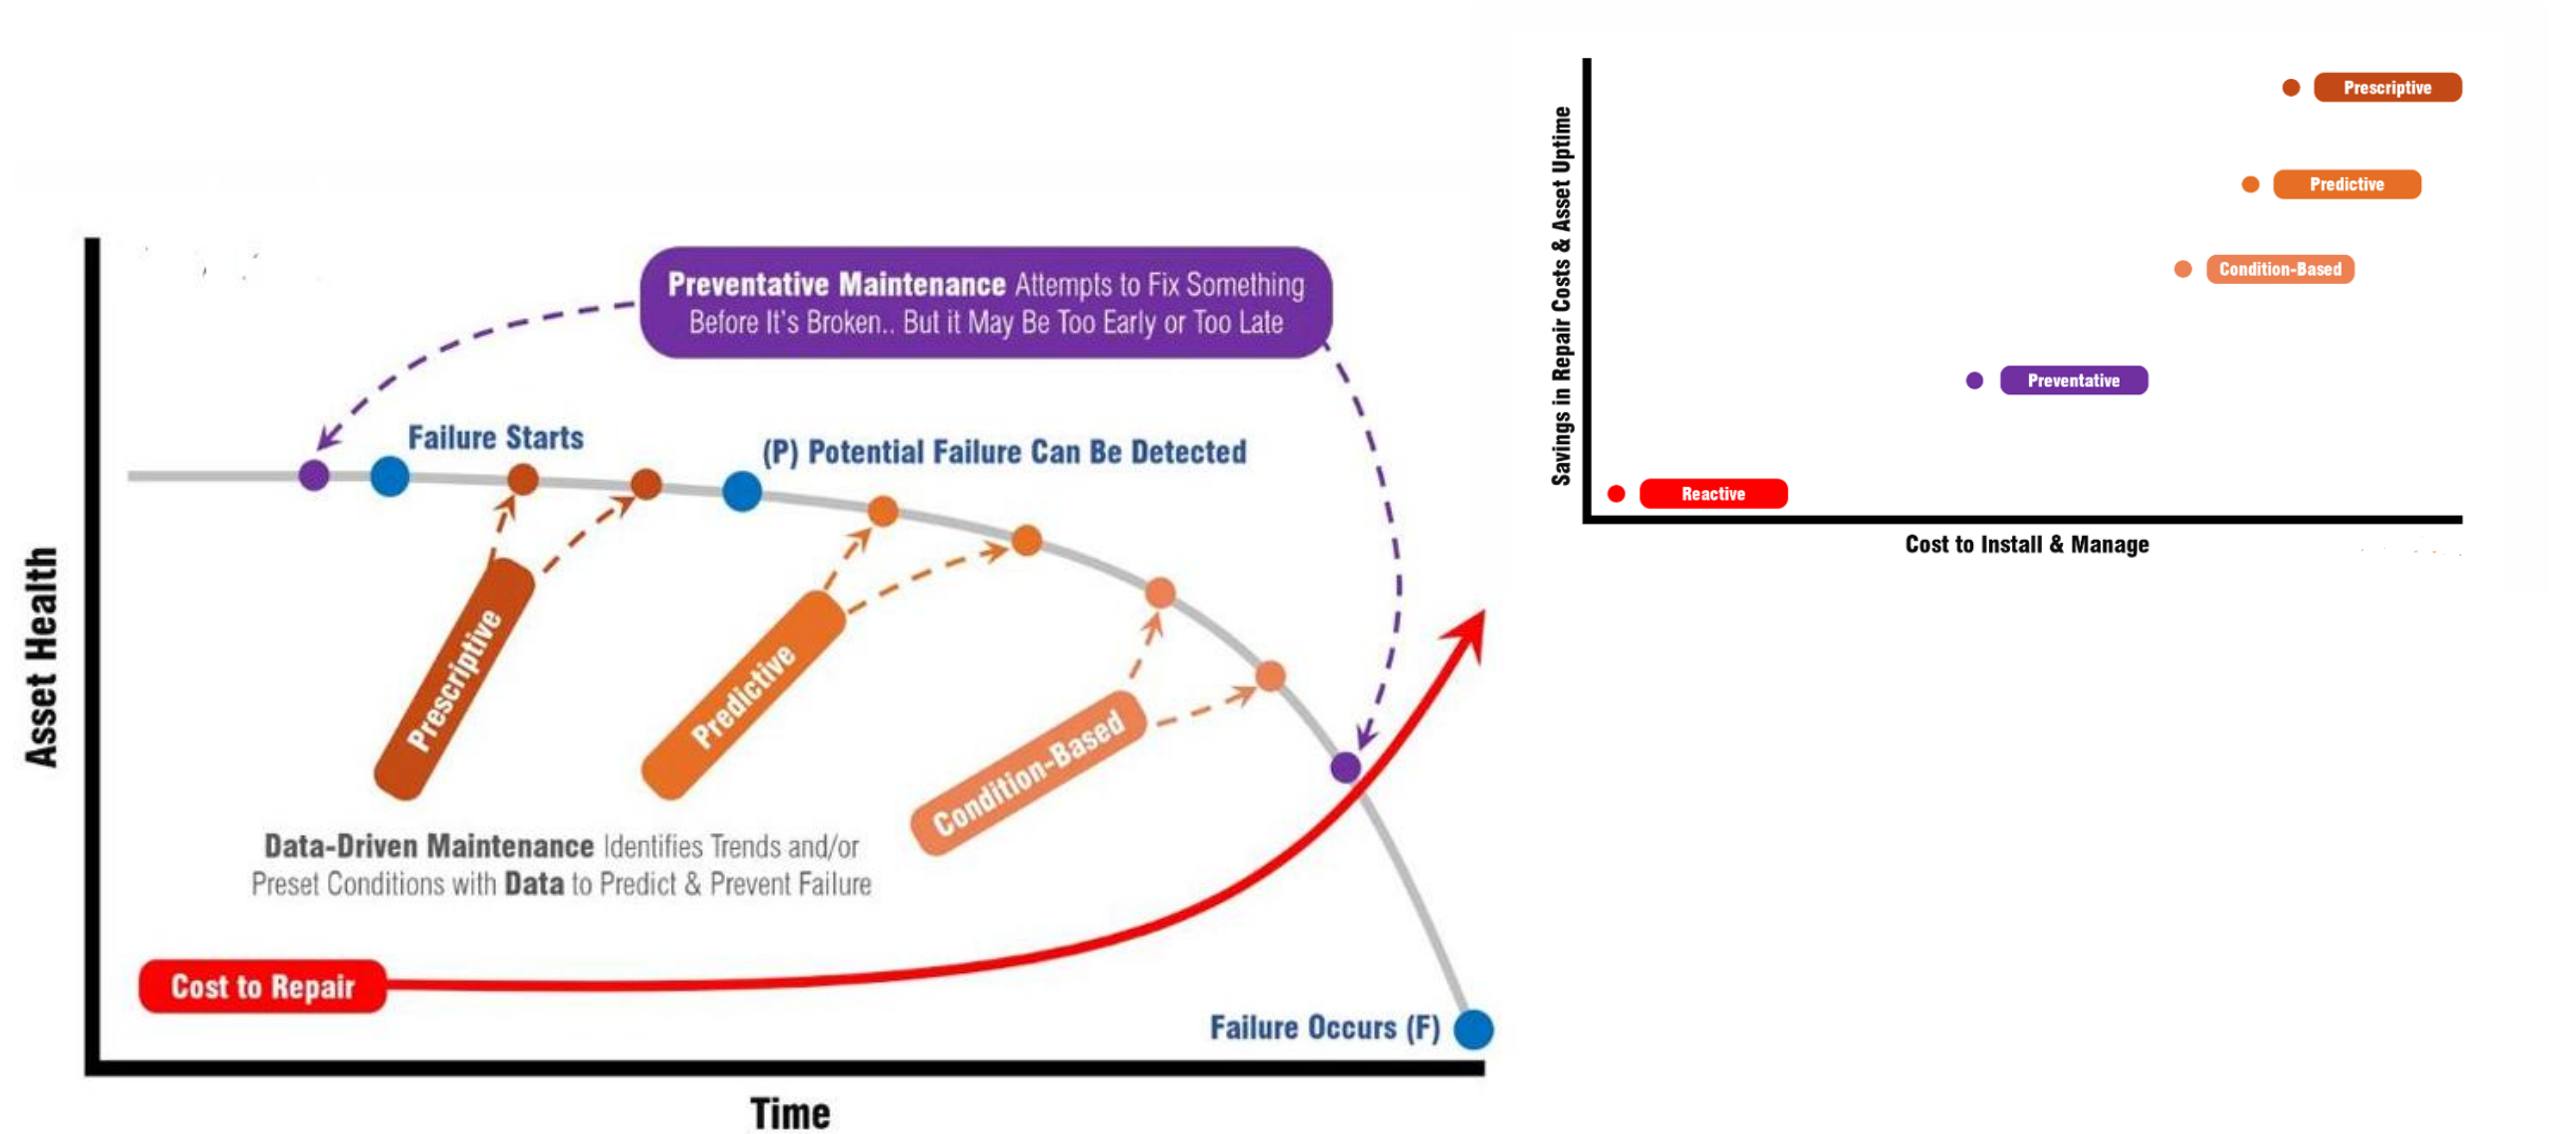 Preventative Maintenance Attempts to Fix Something
Before It's Broken.. But it May Be Too Early or Too Late
Failure Starts
(P) Potential Failure Can Be Detected
Asset Health
Prescriptive
Predictive
Condition-Based
Data-Driven Maintenance Identifies Trends and/or
Preset Conditions with Data to Predict & Prevent Failure
Cost to Repair
Failure Occurs (F)
Time
Savings in Repair Costs & Asset Uptime
Prescriptive
Predictive
Condition-Based
Preventative
Reactive
Cost to Install & Manage